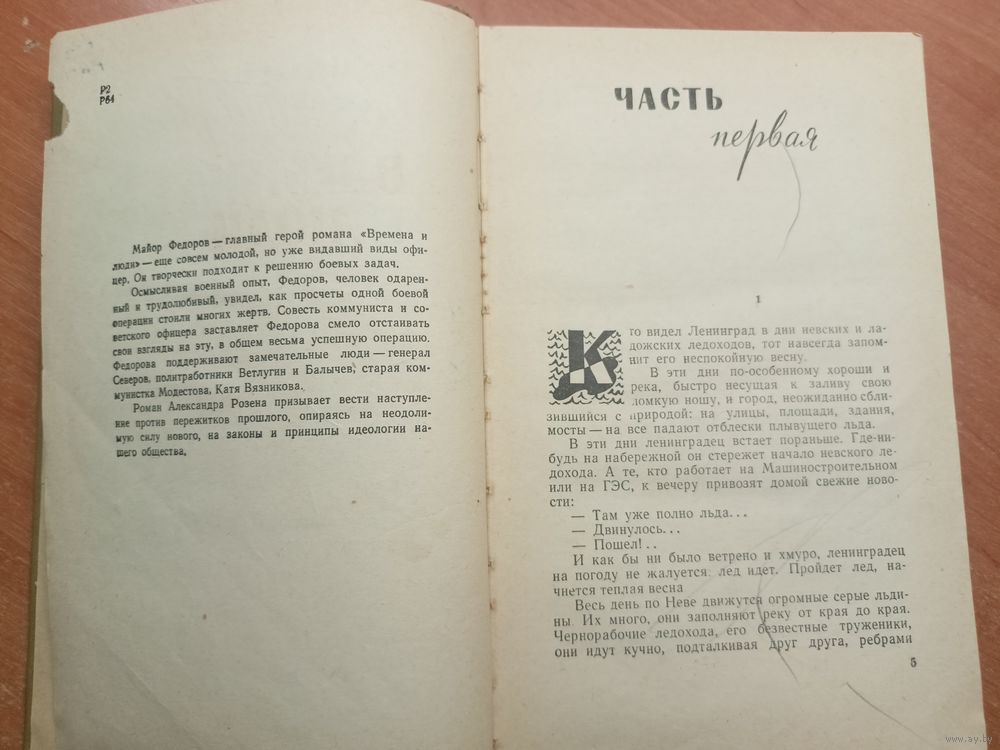 Р2
Р64
Майор Федоров — главный герой романа «Времена и
люди» — еще совсем молодой, но уже видавший виды офи-
цер. Он творчески подходит к решению боевых задач.
Осмысливая военный опыт, Федоров, человек одарен-
ный и трудолюбивый, увидел, как просчеты одной боевой
операции стоили многих жертв. Совесть коммуниста и со-
ветского офицера заставляет Федорова смело отстаивать
свои взгляды на эту, в общем весьма успешную операцию.
Федорова поддерживают замечательные люди — генерал
Северов, политработники Ветлугин и Балычев, старая ком-
мунистка Модестова, Катя Вязникова.
Роман Александра Розена призывает вести наступле-
ние против пережитков прошлого, опираясь на неодоли-
мую силу нового, на законы и принципы идеологии на-
шего общества.
ЧАСТЬ
первая
1
Кто видел Ленинград в дни невских и ла-
дожских ледоходов, тот навсегда запом-
нит его неспокойную весну.
В эти дни по-особенному хороши и
река, быстро несущая к заливу свою
ломкую ношу, и город, неожиданно сбли-
зившийся с природой: на улицы, площади, здания,
мосты — на все падают отблески плывущего льда.
В эти дни ленинградец встает пораньше. Где-ни-
будь на набережной он стережет начало невского ле-
дохода. А те, кто работает на Машиностроительном
или на ГЭС, к вечеру привозят домой свежие ново-
сти:
— Там уже полно льда...
— Двинулось...
— Пошел!..
И как бы ни было ветрено и хмуро, ленинградец
на погоду не жалуется: лед идет. Пройдет лед, на-
чнется теплая весна
Весь день по Неве движутся огромные серые льди-
ны. Их много, они заполняют реку от края до края.
Чернорабочие ледохода, его безвестные труженики,
они идут кучно, подталкивая друг друга, ребрами
5
www.ay.by